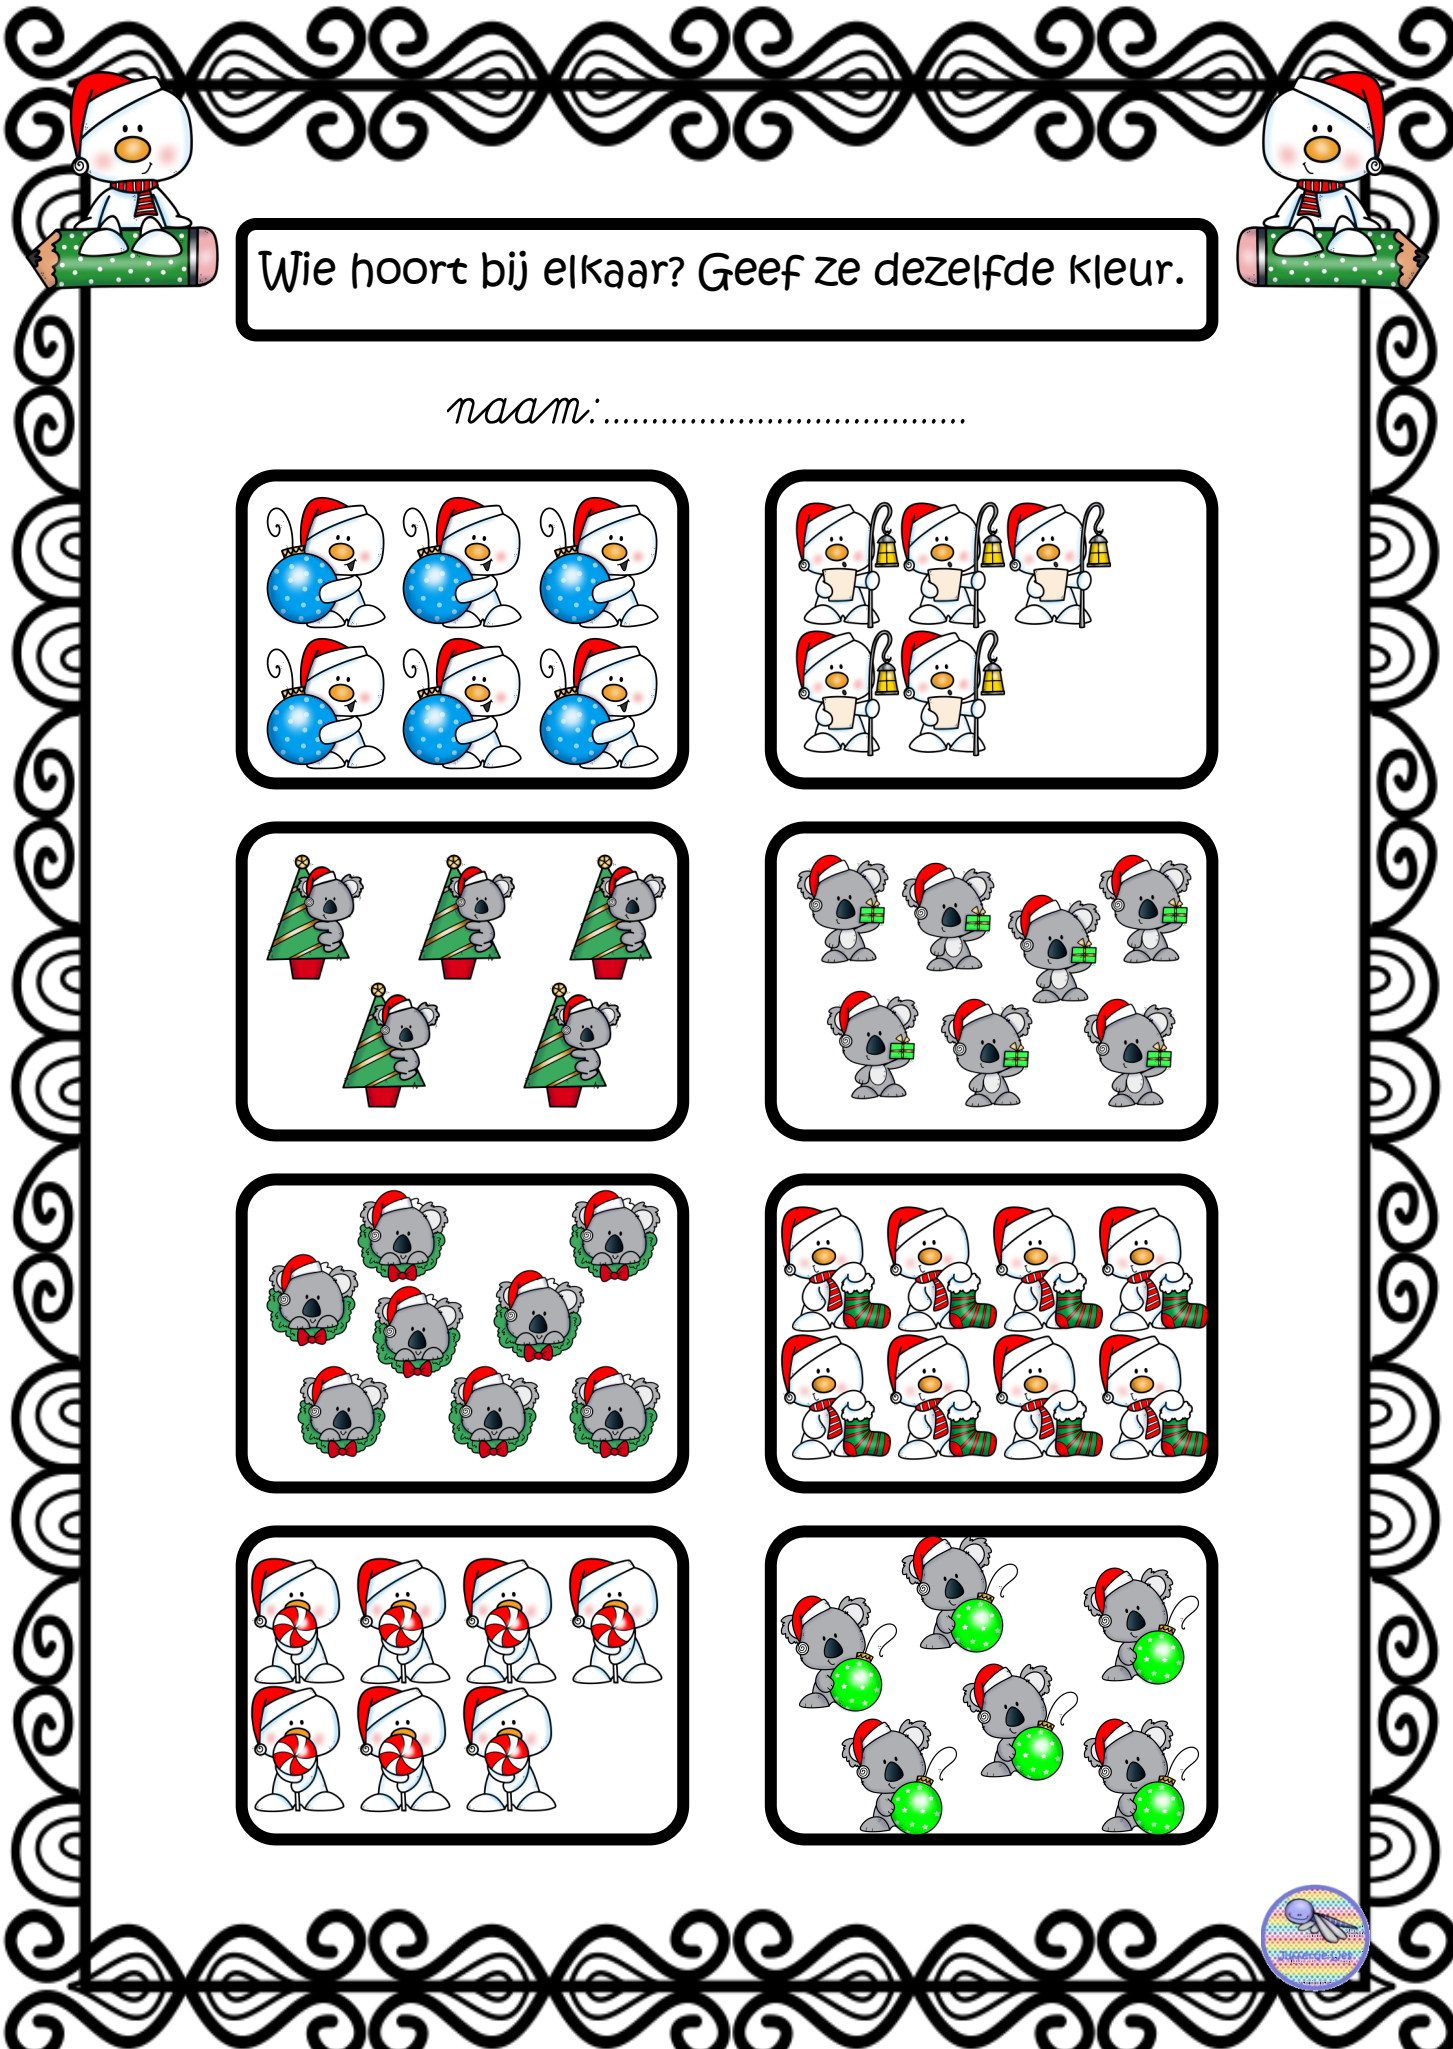 Wie hoort bij elkaar? Geef ze dezelfde kleur.
naam:......................................